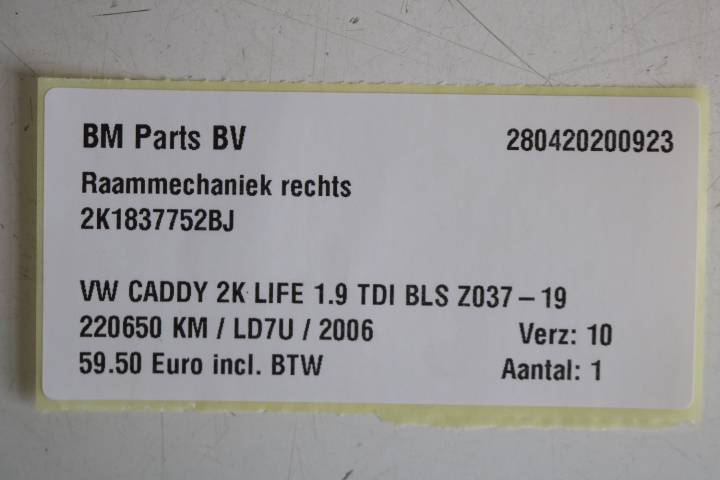 BM Parts BV 280420200923
Raammechaniek rechts
2K1837752BJ
VW CADDY 2K LIFE 1.9 TDI BLS Z037 – 19
220650 KM / LD7U / 2006 Verz: 10
59.50 Euro incl. BTW Aantal: 1